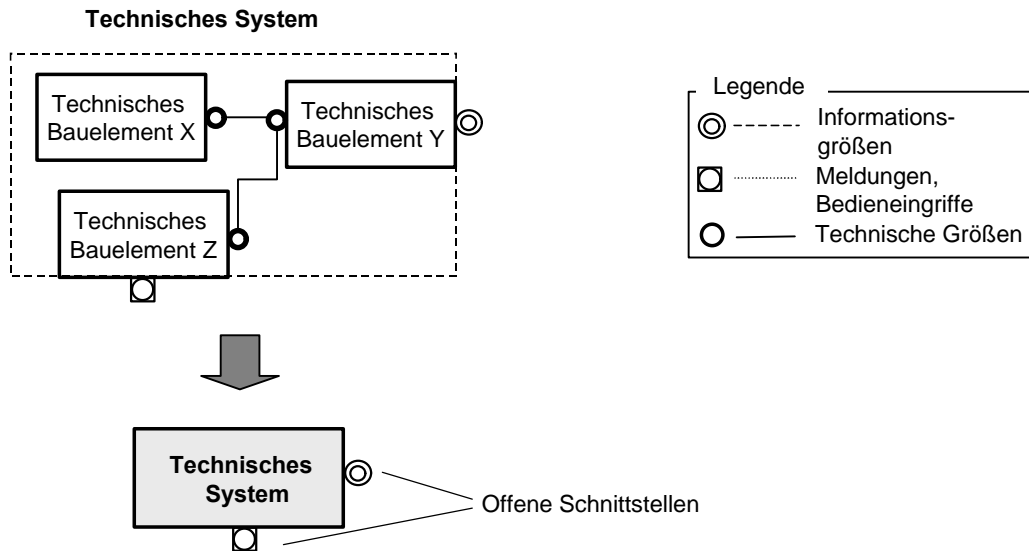 Technisches System
Technisches
Bauelement X
Technisches
Bauelement Y
Technisches
Bauelement Z
Legende
Informations-
größen
Meldungen,
Bedieneingriffe
Technische Größen
Technisches
System
Offene Schnittstellen